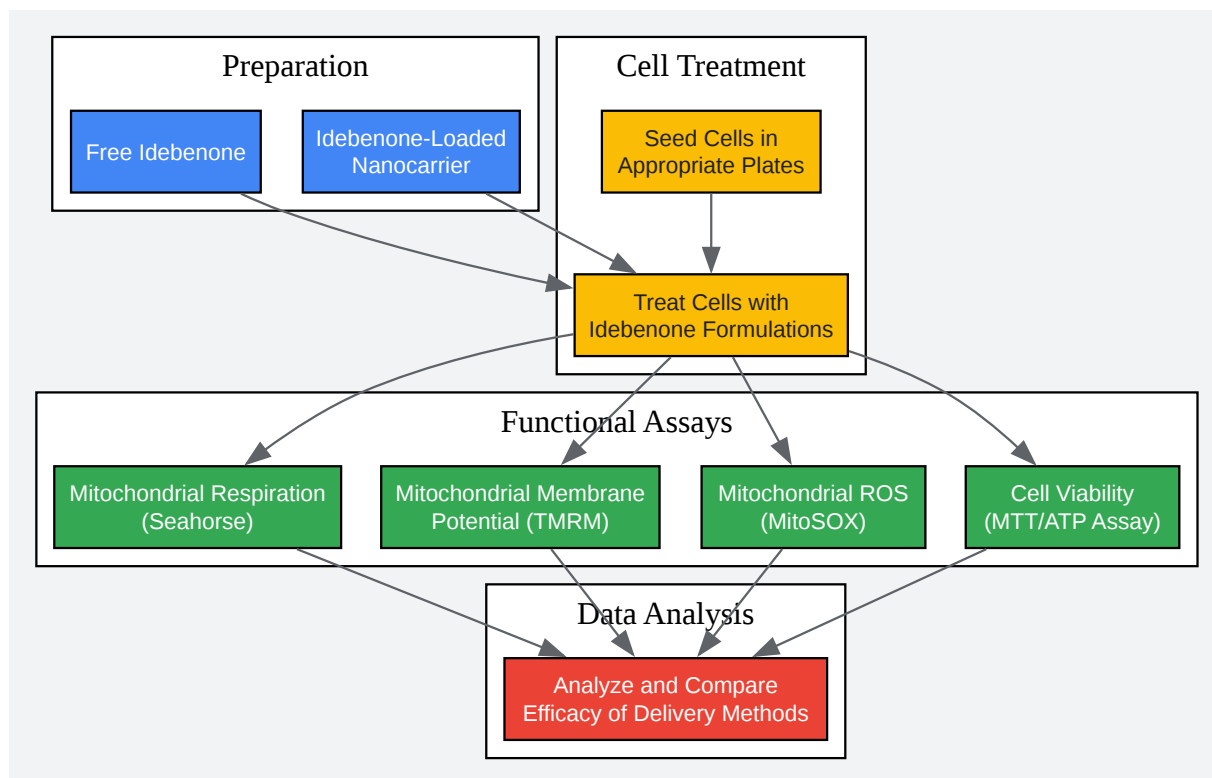 Preparation
Free Idebenone
Idebenone-Loaded
Nanocarrier
Cell Treatment
Seed Cells in
Appropriate Plates
Treat Cells with
Idebenone Formulations
Functional Assays
Mitochondrial Respiration
(Seahorse)
Mitochondrial Membrane
Potential (TMRM)
Mitochondrial ROS
(MitoSOX)
Cell Viability
(MTT/ATP Assay)
Data Analysis
Analyze and Compare
Efficacy of Delivery Methods